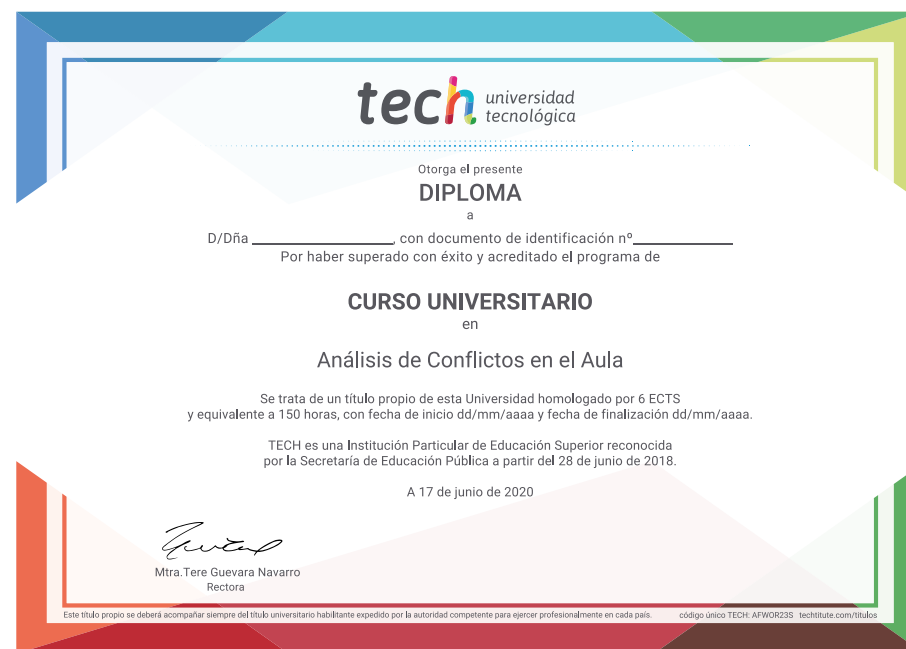 tech universidad
tecnológica
Otorga el presente
DIPLOMA
a
D/Dña ____________________, con documento de identificación nº______________
Por haber superado con éxito y acreditado el programa de
CURSO UNIVERSITARIO
en
Análisis de Conflictos en el Aula
Se trata de un título propio de esta Universidad homologado por 6 ECTS
y equivalente a 150 horas, con fecha de inicio dd/mm/aaaa y fecha de finalización dd/mm/aaaa.
TECH es una Institución Particular de Educación Superior reconocida
por la Secretaría de Educación Pública a partir del 28 de junio de 2018.
A 17 de junio de 2020
Mtra.Tere Guevara Navarro
Rectora
Este título propio se deberá acompañar siempre del título universitario habilitante expedido por la autoridad competente para ejercer profesionalmente en cada país. código único TECH: AFWOR23S techtitute.com/titulos